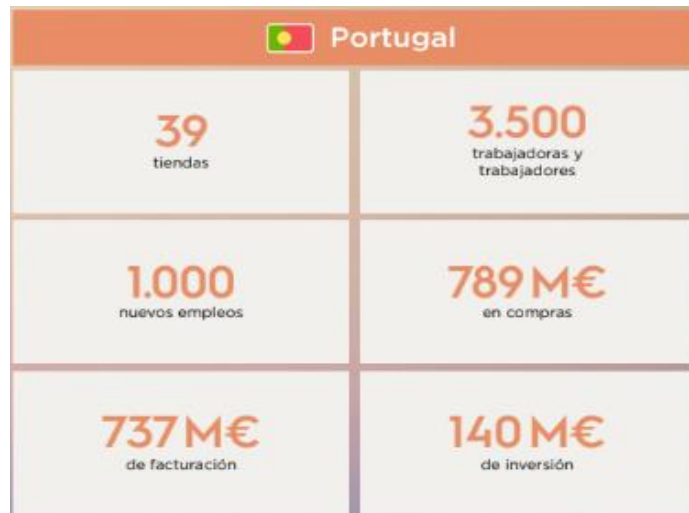 Portugal
39
tiendas
3.500
trabajadoras y
trabajadores
1.000
nuevos empleos
789 M€
en compras
737 M€
de facturación
140 M€
de inversión